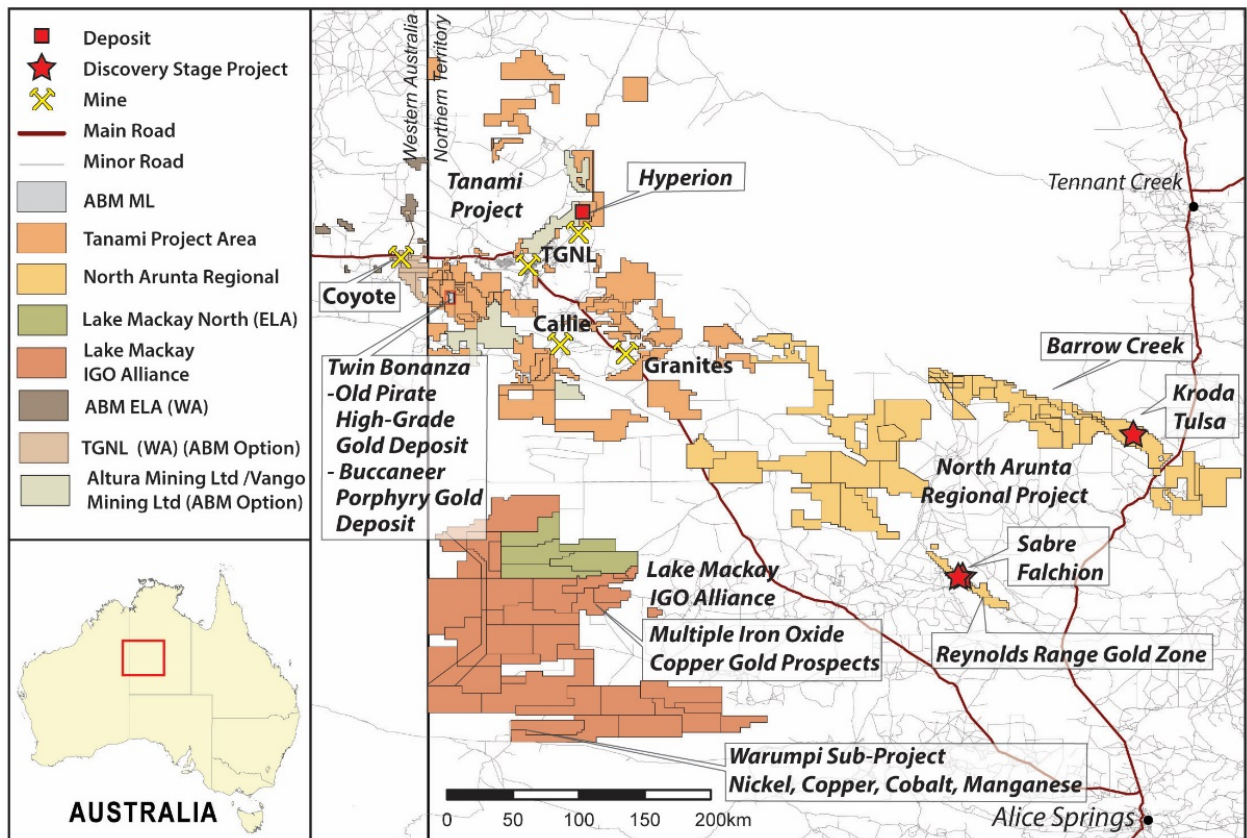 Deposit
Discovery Stage Project
Mine
Main Road
Minor Road
ABM ML
Tanami Project Area
North Arunta Regional
Lake Mackay North (ELA)
Lake Mackay
IGO Alliance
ABM ELA (WA)
TGNL (WA) (ABM Option)
Altura Mining Ltd /Vango
Mining Ltd (ABM Option)
AUSTRALIA
Western Australia
Northern Territory
Tanami
Project
Hyperion
Tennant Creek
TGNL
Coyote
Callie
Granites
Twin Bonanza
-Old Pirate
High-Grade
Gold Deposit
- Buccaneer
Porphyry Gold
Deposit
Barrow Creek
Kroda
Tulsa
North Arunta
Regional Project
Sabre
Falchion
Lake Mackay
IGO Alliance
Multiple Iron Oxide
Copper Gold Prospects
Reynolds Range Gold Zone
Warumpi Sub-Project
Nickel, Copper, Cobalt, Manganese
0 50 100 150 200km
Alice Springs